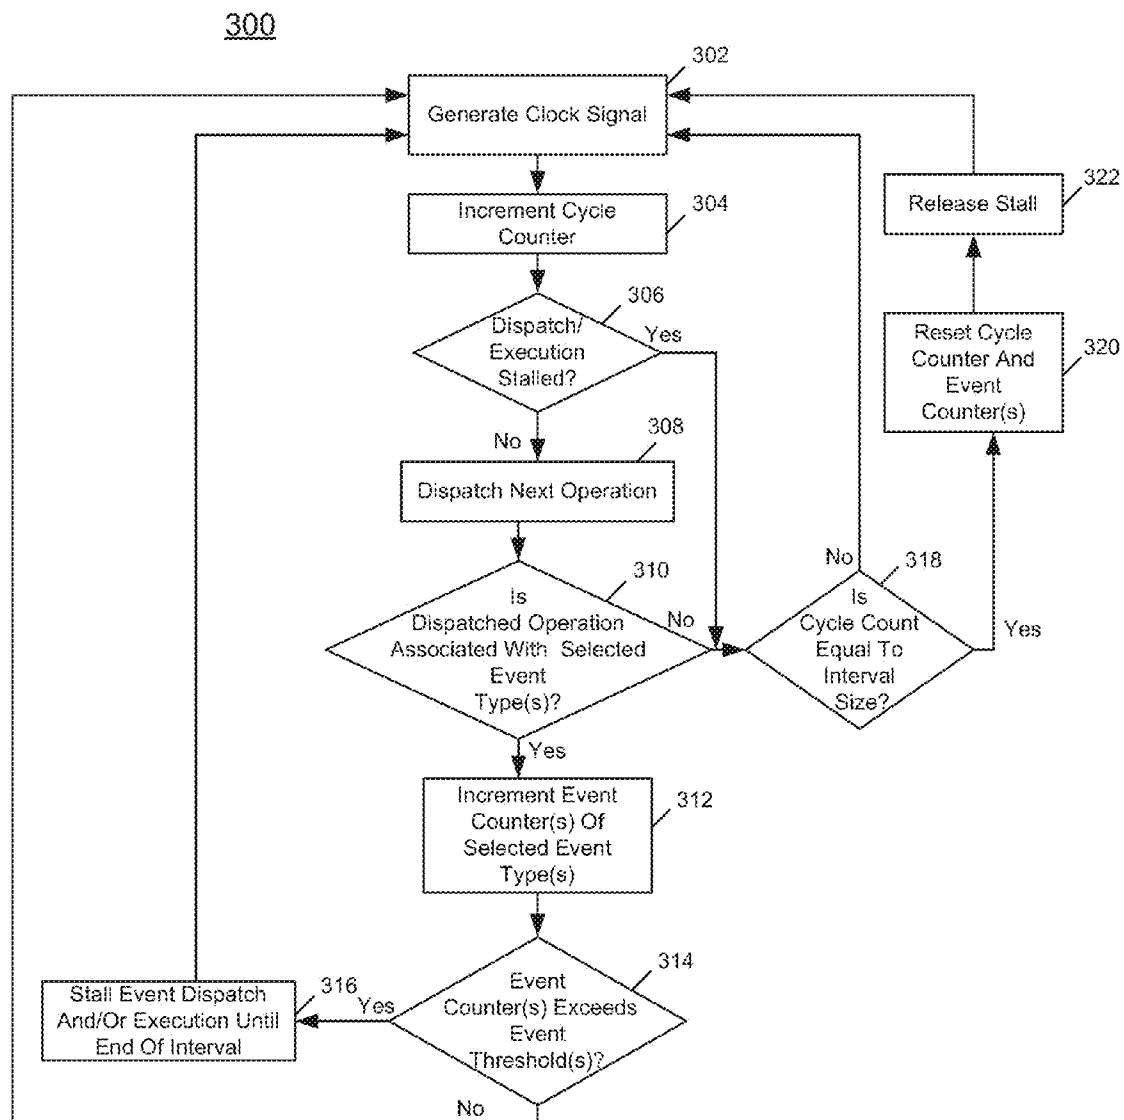 300
302
Generate Clock Signal
Increment Cycle
Counter
304
322
Release Stall
306
Dispatch/
Execution
Stalled?
Yes
Reset Cycle
Counter And
Event
Counter(s)
320
No
308
Dispatch Next Operation
310
Is
Dispatched Operation
Associated With Selected
Event
Type(s)?
No
No
318
Is
Cycle Count
Equal To
Interval
Size?
Yes
Yes
Increment Event
Counter(s) Of
Selected Event
Type(s)
312
314
Event
Counter(s) Exceeds
Event
Threshold(s)?
Yes
316
Stall Event Dispatch
And/Or Execution Until
End Of Interval
No